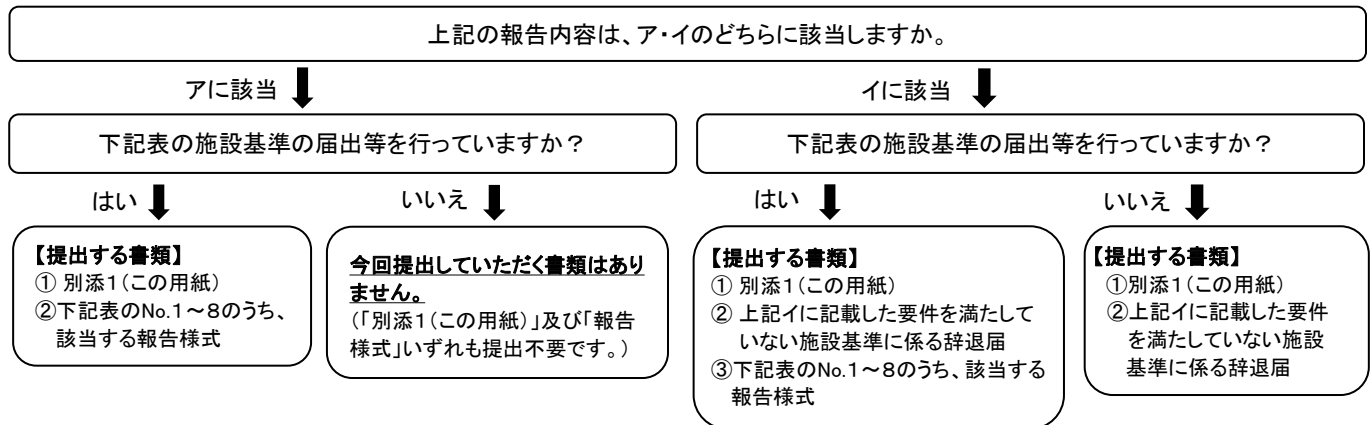 上記の報告内容は、ア・イのどちらに該当しますか。
アに該当
イに該当
下記表の施設基準の届出等を行っていますか?
下記表の施設基準の届出等を行っていますか?
はい
いいえ
はい
いいえ
【提出する書類】
① 別添1(この用紙)
②下記表のNo.1~8のうち、
該当する報告様式
今回提出していただく書類はあり
ません。
(「別添1(この用紙)」及び「報告
様式」いずれも提出不要です。)
【提出する書類】
① 別添1(この用紙)
② 上記イに記載した要件を満たして
いない施設基準に係る辞退届
③下記表のNo.1~8のうち、該当する
報告様式
【提出する書類】
①別添1(この用紙)
②上記イに記載した要件
を満たしていない施設
基準に係る辞退届